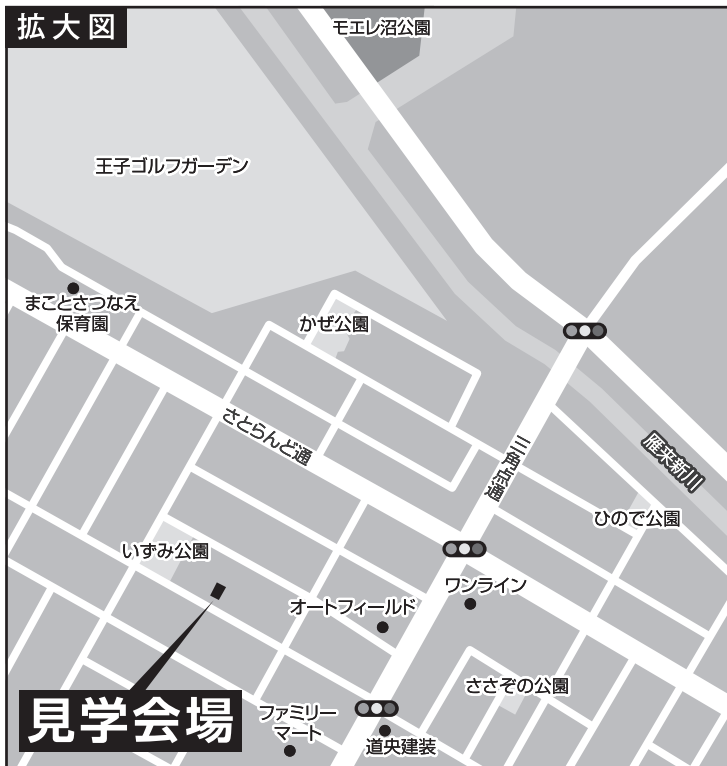 拡大図
モエレ沼公園
王子ゴルフガーデン
まことさつなえ
保育園
かぜ公園
さとらんど通
三角点通
雁来新川
ひので公園
いずみ公園
ワンライン
オートフィールド
ささぞの公園
見学会場
ファミリー
マート
道央建装